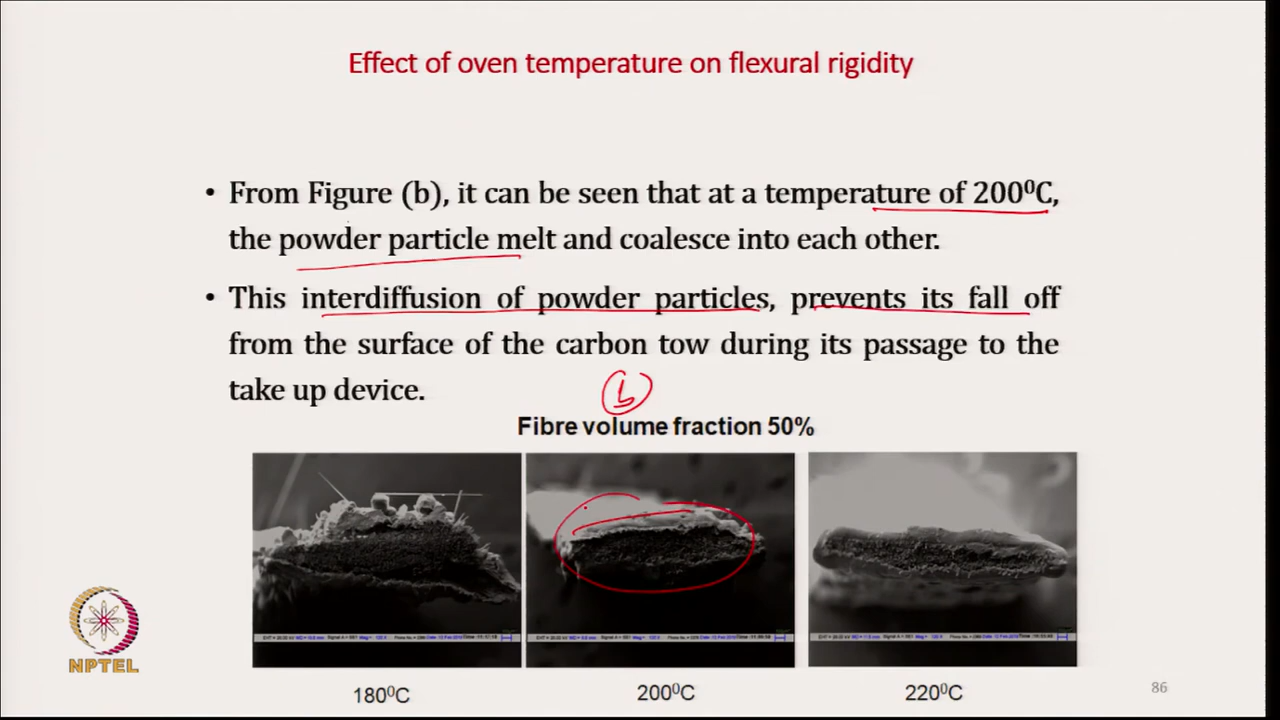 Effect of oven temperature on flexural rigidity
• From Figure (b), it can be seen that at a temperature of 200⁰C,
the powder particle melt and coalesce into each other.
• This interdiffusion of powder particles, prevents its fall off
from the surface of the carbon tow during its passage to the
take up device.
b
Fibre volume fraction 50%
180⁰C
200⁰C
220⁰C
NPTEL
86